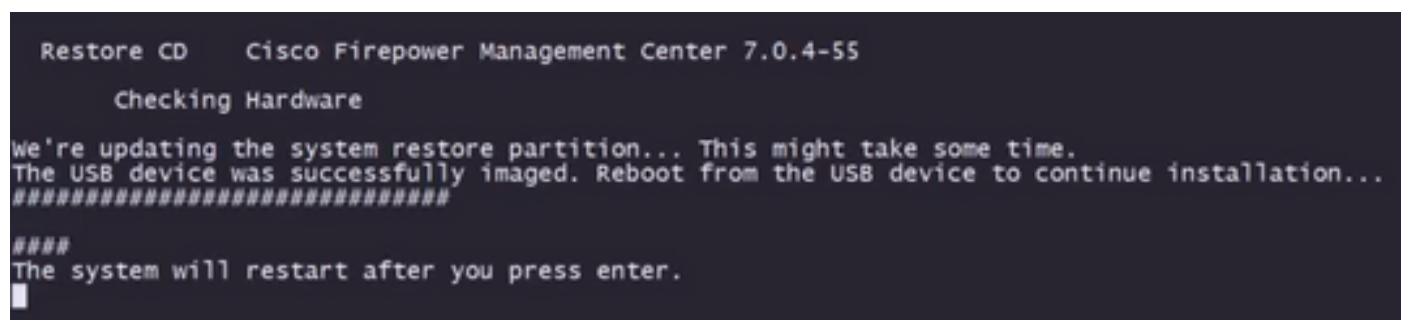 Restore CD    Cisco Firepower Management Center 7.0.4-55
Checking Hardware
We're updating the system restore partition... This might take some time.
The USB device was successfully imaged. Reboot from the USB device to continue installation...
##############################
####
The system will restart after you press enter.